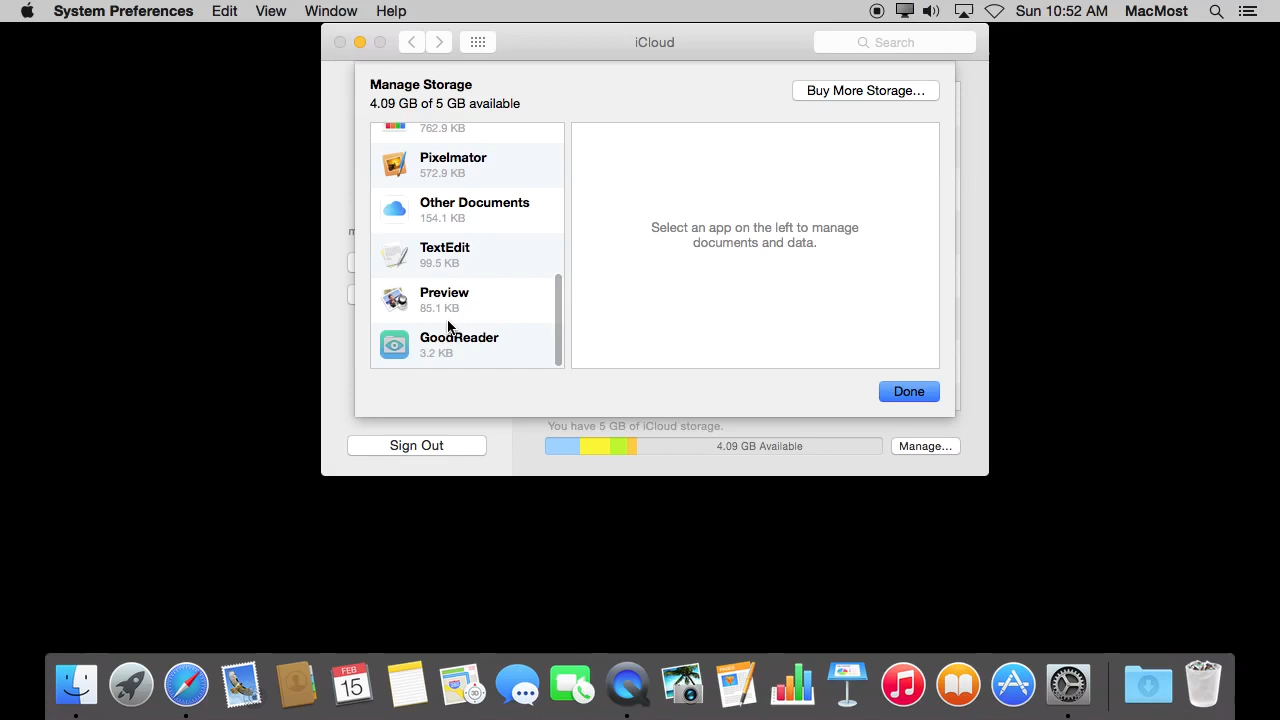 System Preferences Edit View Window Help Sun 10:52 AM MacMost
iCloud
Search
Manage Storage
4.09 GB of 5 GB available
Buy More Storage...
762.9 KB
Pixelmator
572.9 KB
Other Documents
154.1 KB
TextEdit
99.5 KB
Preview
85.1 KB
GoodReader
3.2 KB
Select an app on the left to manage
documents and data.
Done
You have 5 GB of iCloud storage.
Sign Out
4.09 GB Available
Manage...
FEB
15
3D